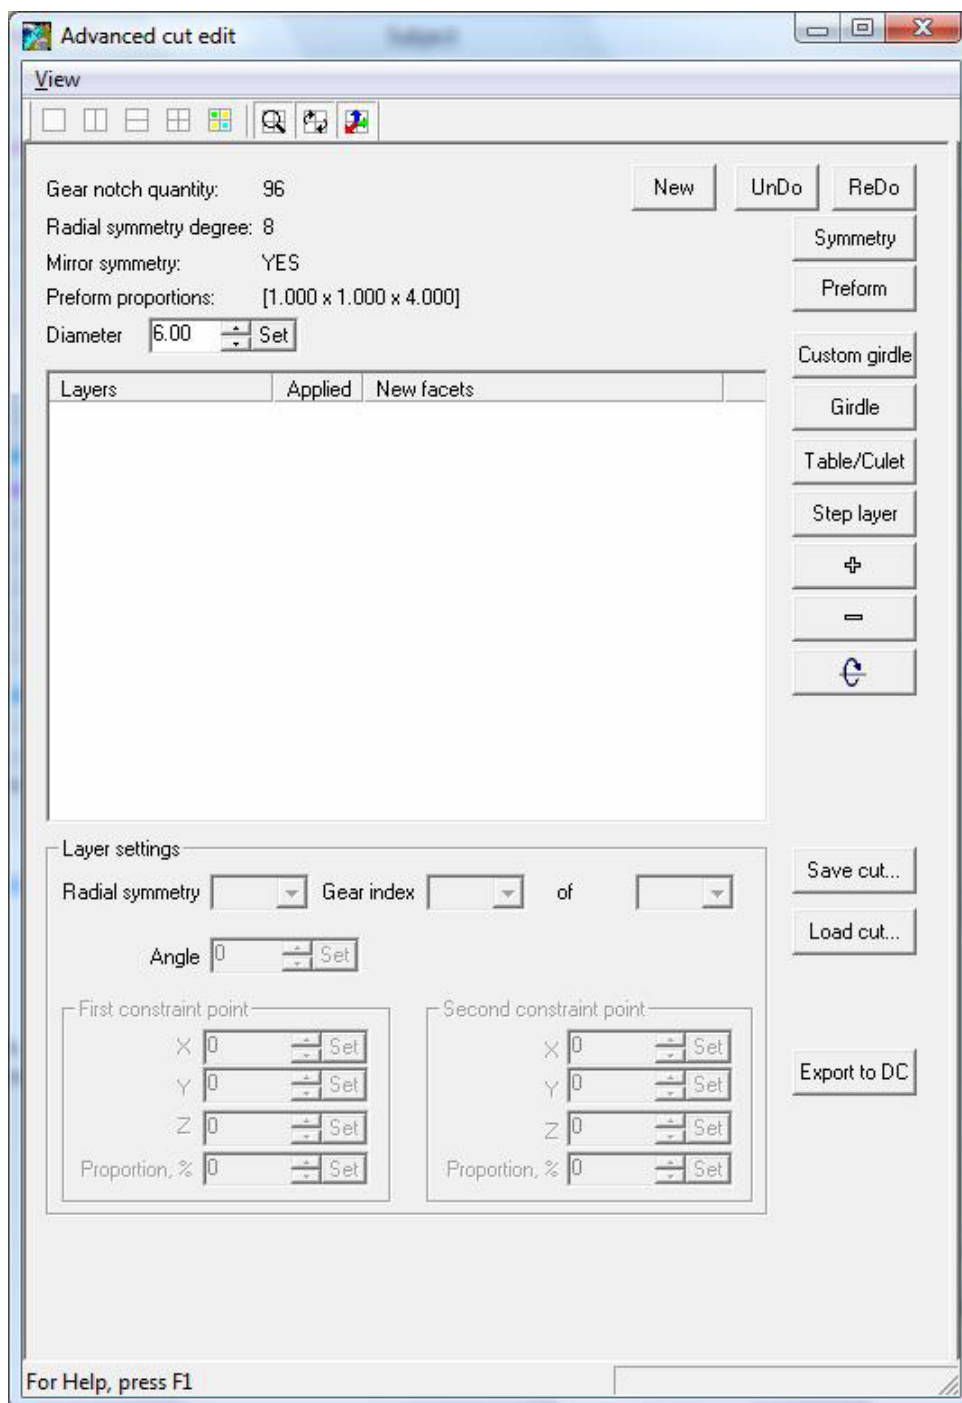 Advanced cut edit
View
Gear notch quantity: 96
New UnDo ReDo
Radial symmetry degree: 8
Symmetry
Mirror symmetry: YES
Preform proportions: [1.000 x 1.000 x 4.000]
Preform
Diameter 6.00 Set
Custom girdle
Layers Applied New facets
Girdle
Table/Culet
Step layer
Layer settings
Radial symmetry Gear index of
Save cut...
Load cut...
Angle 0 Set
First constraint point Second constraint point
X 0 Set X 0 Set
Export to DC
Y 0 Set Y 0 Set
Z 0 Set Z 0 Set
Proportion, % 0 Set Proportion, % 0 Set
For Help, press F1